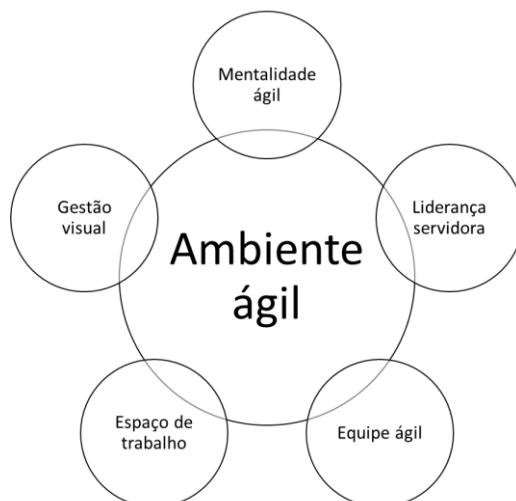 Mentalidade
ágil
Gestão
visual
Liderança
servidora
Ambiente
ágil
Espaço de
trabalho
Equipe ágil